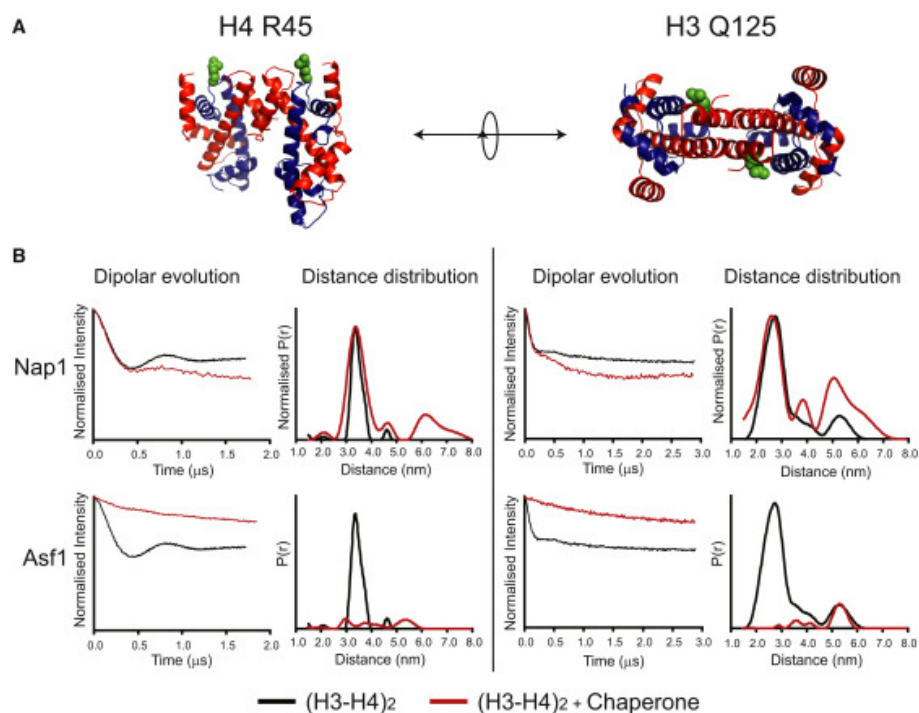 A
H4 R45
H3 Q125
B
Dipolar evolution
Distance distribution
Dipolar evolution
Distance distribution
Nap1
Normalised Intensity
0.0 0.5 1.0 1.5 2.0
Time (μs)
Normalised P(r)
1.0 2.0 3.0 4.0 5.0 6.0 7.0 8.0
Distance (nm)
Normalised Intensity
0.0 0.5 1.0 1.5 2.0 2.5 3.0
Time (μs)
Normalised P(r)
1.0 2.0 3.0 4.0 5.0 6.0 7.0 8.0
Distance (nm)
Asf1
Normalised Intensity
0.0 0.5 1.0 1.5 2.0
Time (μs)
P(r)
1.0 2.0 3.0 4.0 5.0 6.0 7.0 8.0
Distance (nm)
Normalised Intensity
0.0 0.5 1.0 1.5 2.0 2.5 3.0
Time (μs)
P(r)
1.0 2.0 3.0 4.0 5.0 6.0 7.0 8.0
Distance (nm)
(H3-H4)2
(H3-H4)2 + Chaperone